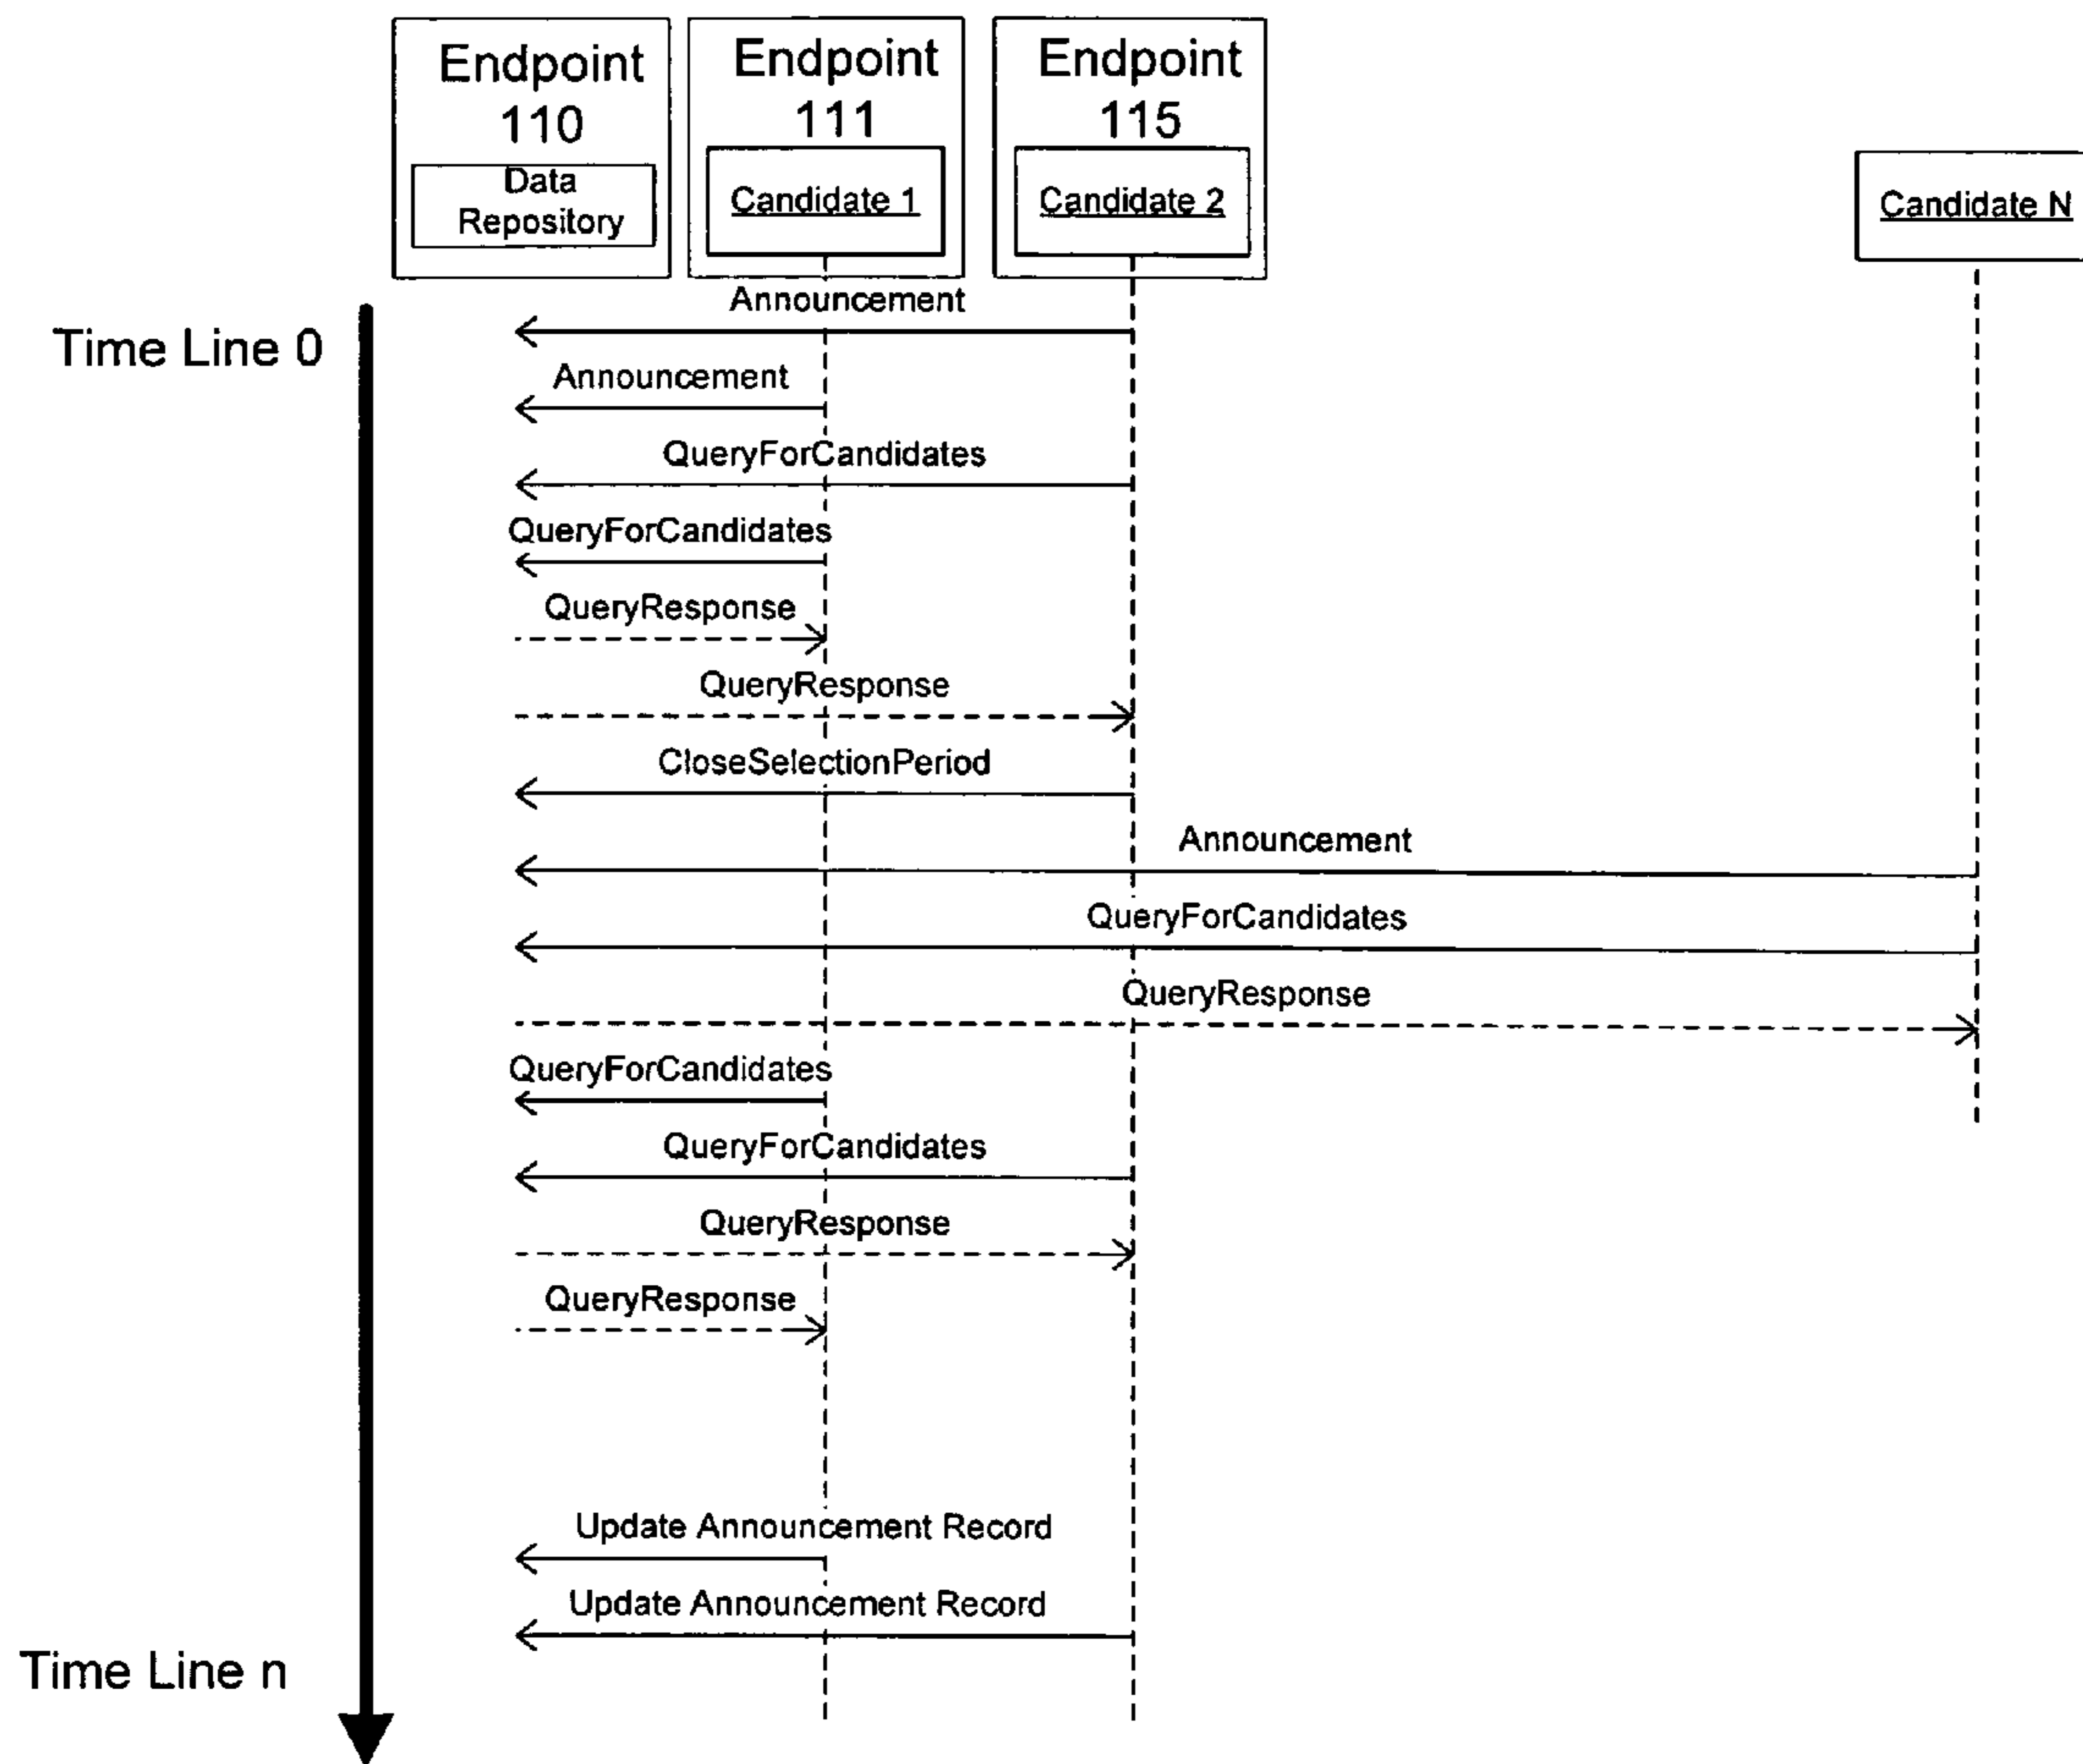 Endpoint
110
Data
Repository
Endpoint
111
Candidate 1
Endpoint
115
Candidate 2
Candidate N
Time Line 0
Announcement
Announcement
QueryForCandidates
QueryForCandidates
QueryResponse
QueryResponse
CloseSelectionPeriod
Announcement
QueryForCandidates
QueryResponse
QueryForCandidates
QueryForCandidates
QueryResponse
QueryResponse
Update Announcement Record
Update Announcement Record
Time Line n